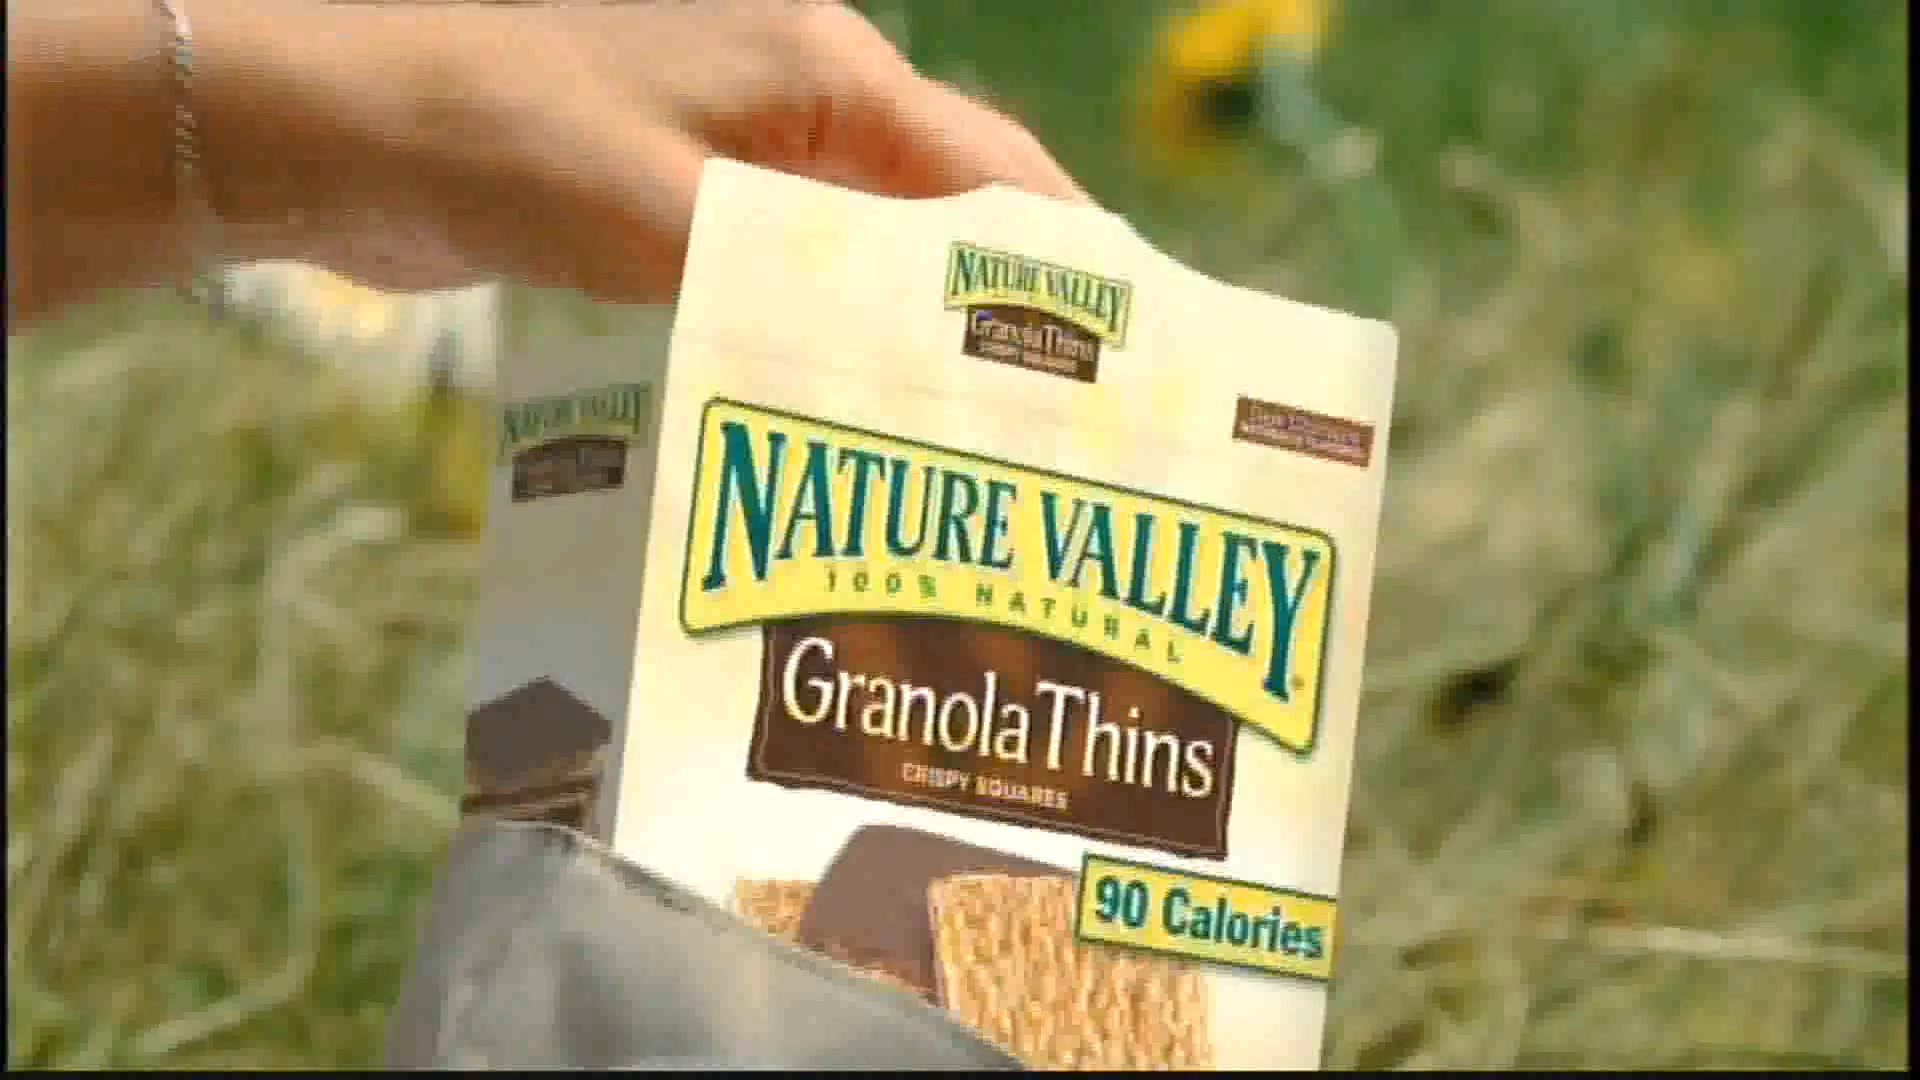 NATURE VALLEY
Granola Thins
NATURE VALLEY
NATURE VALLEY
100% NATURAL
Granola Thins
CRISPY SQUARES
90 Calories